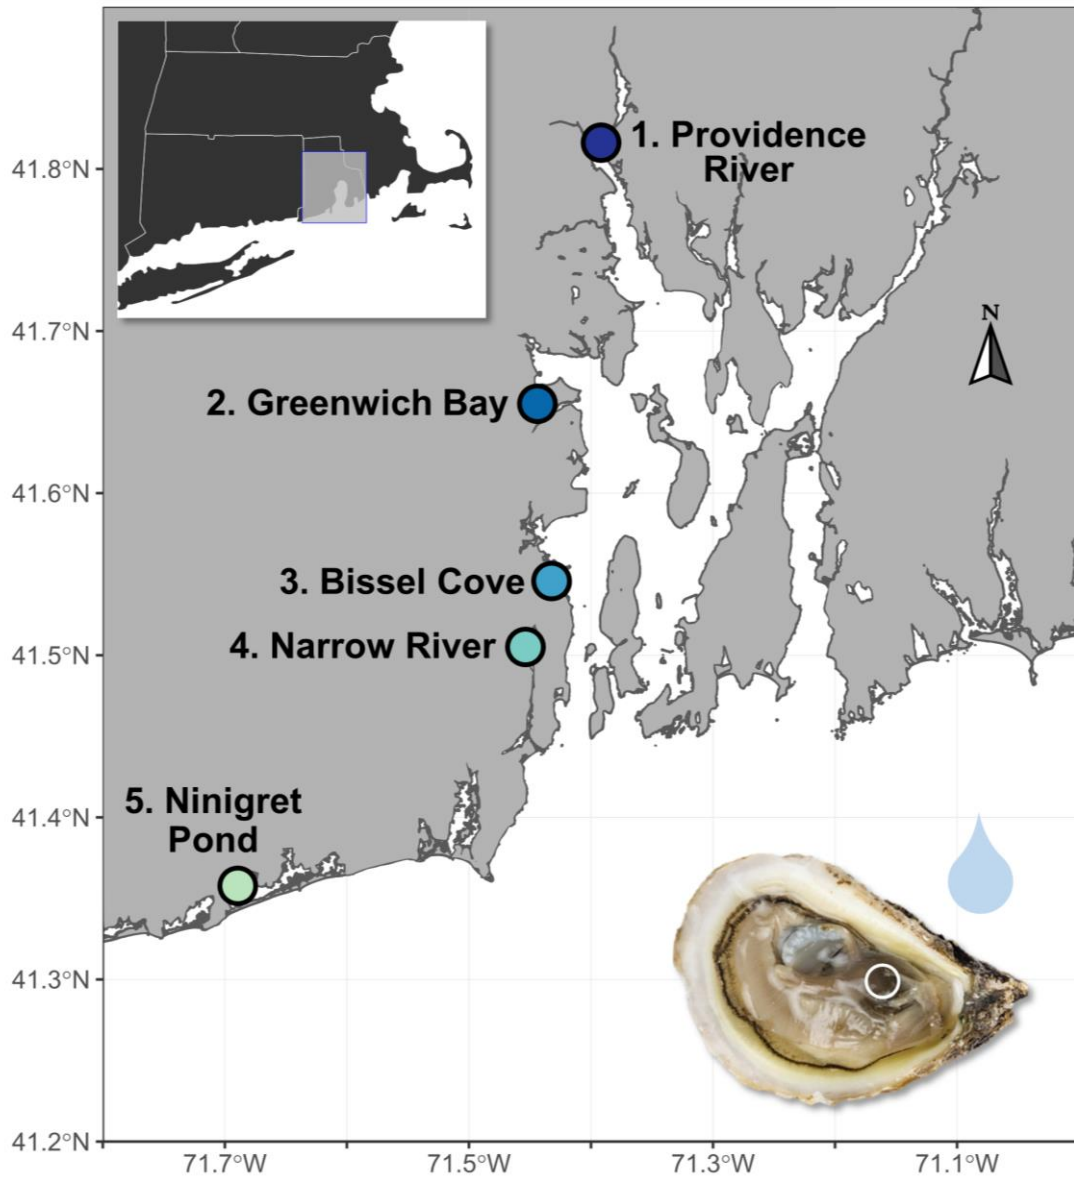 1. Providence
River
41.8°N
N
41.7°N
2. Greenwich Bay
41.6°N
3. Bissel Cove
4. Narrow River
41.5°N
5. Ninigret
Pond
41.4°N
41.3°N
41.2°N
71.7°W
71.5°W
71.3°W
71.1°W